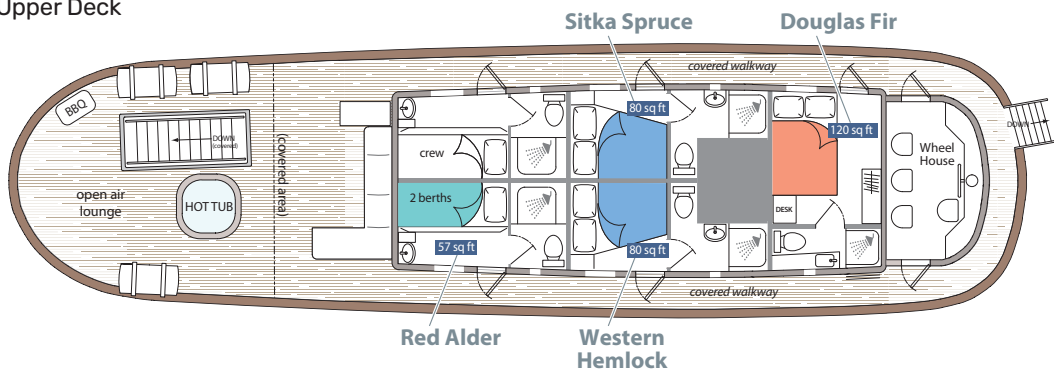 Upper Deck
Sitka Spruce
Douglas Fir
covered walkway
BBQ
80 sq ft
120 sq ft
DOWN
(covered)
DOWN
(covered area)
crew
Wheel
House
open air
lounge
HOT TUB
2 berths
DESK
57 sq ft
80 sq ft
covered walkway
Red Alder
Western
Hemlock